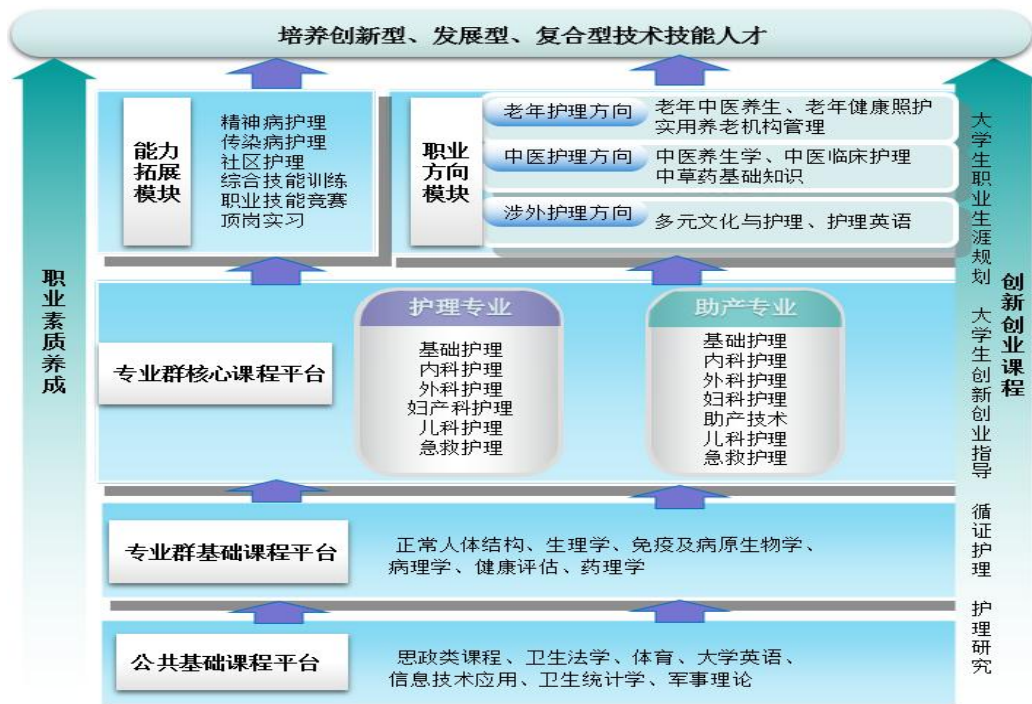 培养创新型、发展型、复合型技术技能人才
职业素质养成
能力
拓展
模块
精神病护理
传染病护理
社区护理
综合技能训练
职业技能竞赛
顶岗实习
职业
方向
模块
老年护理方向
老年中医养生、老年健康照护
实用养老机构管理
中医护理方向
中医养生学、中医临床护理
中草药基础知识
涉外护理方向
多元文化与护理、护理英语
专业群核心课程平台
护理专业
基础护理
内科护理
外科护理
妇产科护理
儿科护理
急救护理
助产专业
基础护理
内科护理
外科护理
妇科护理
助产技术
儿科护理
急救护理
专业群基础课程平台
正常人体结构、生理学、免疫及病原生物学、
病理学、健康评估、药理学
公共基础课程平台
思政类课程、卫生法学、体育、大学英语、
信息技术应用、卫生统计学、军事理论
大学生职业生涯规划 大学生创新创业指导 循证护理 护理研究
创新创业课程